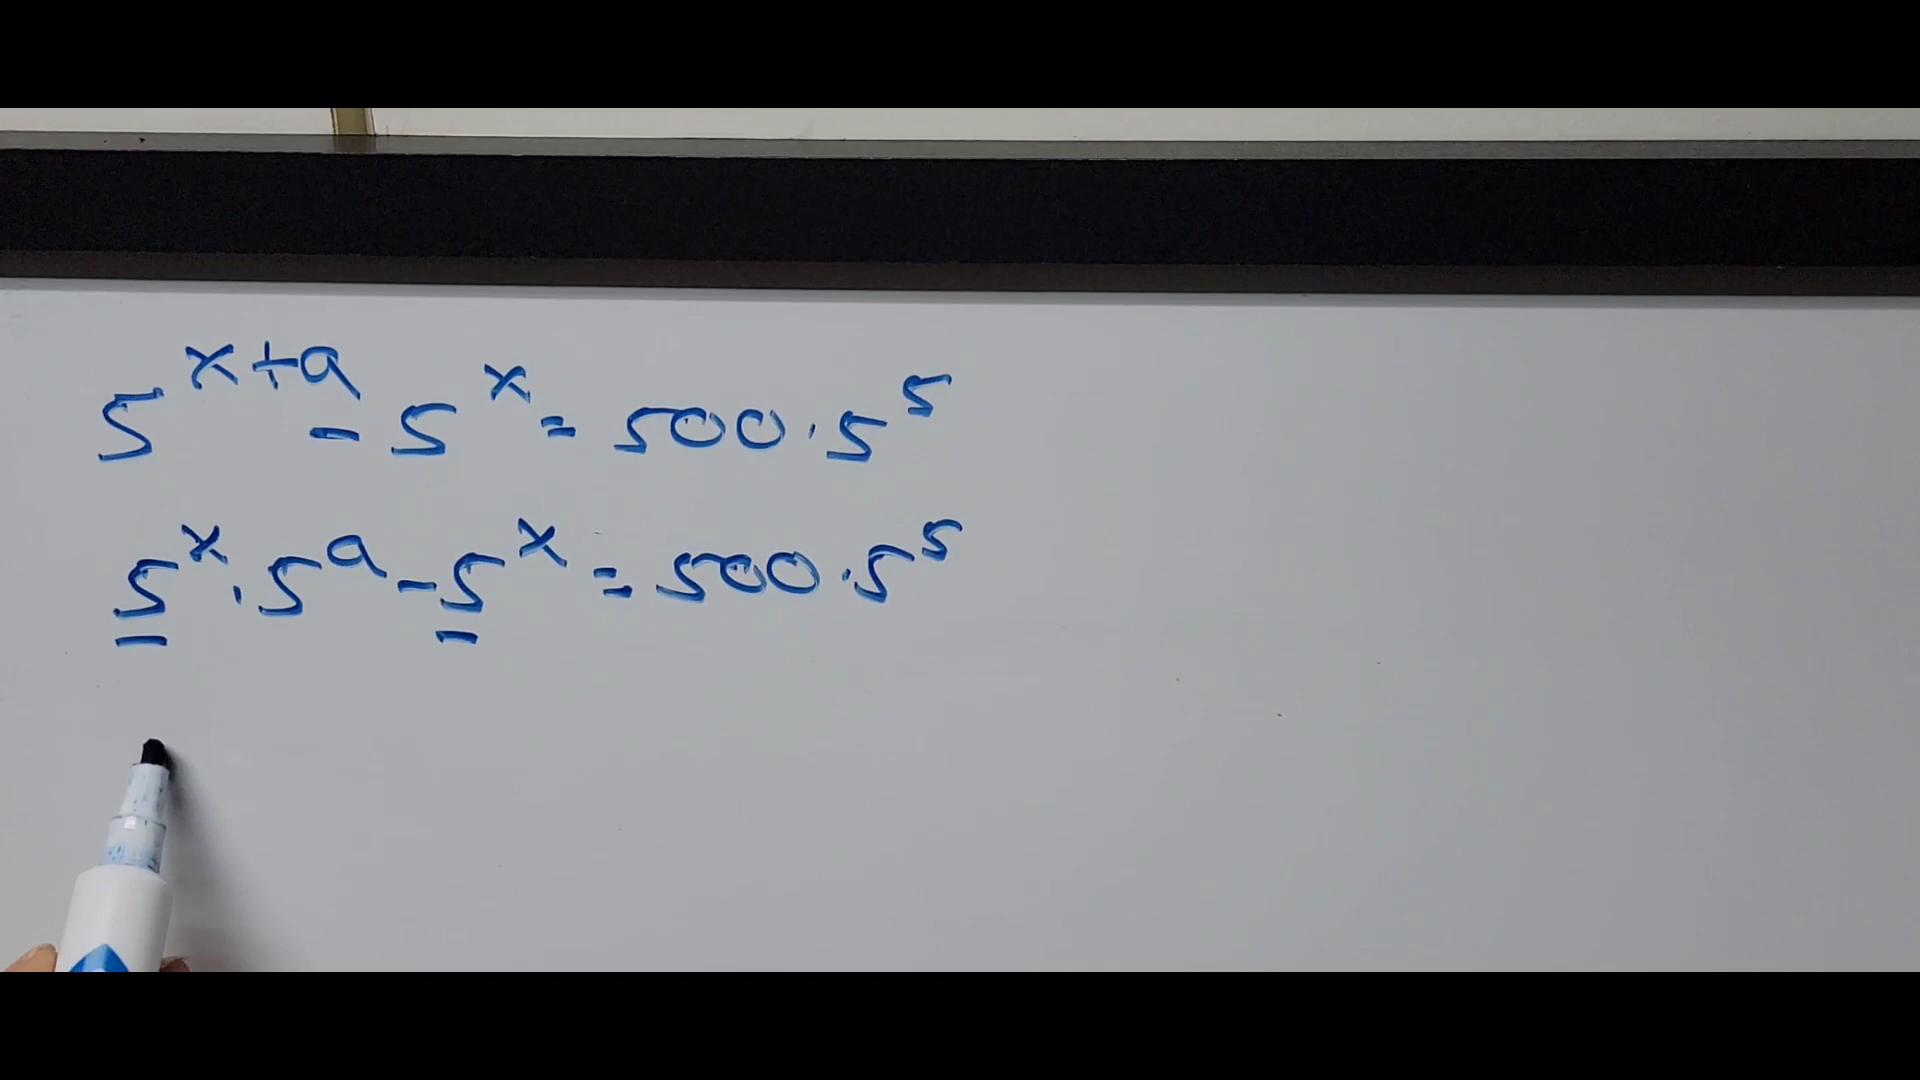 5^{x+a} - 5^x = 500 · 5^5
5^x · 5^a - 5^x = 500 · 5^5